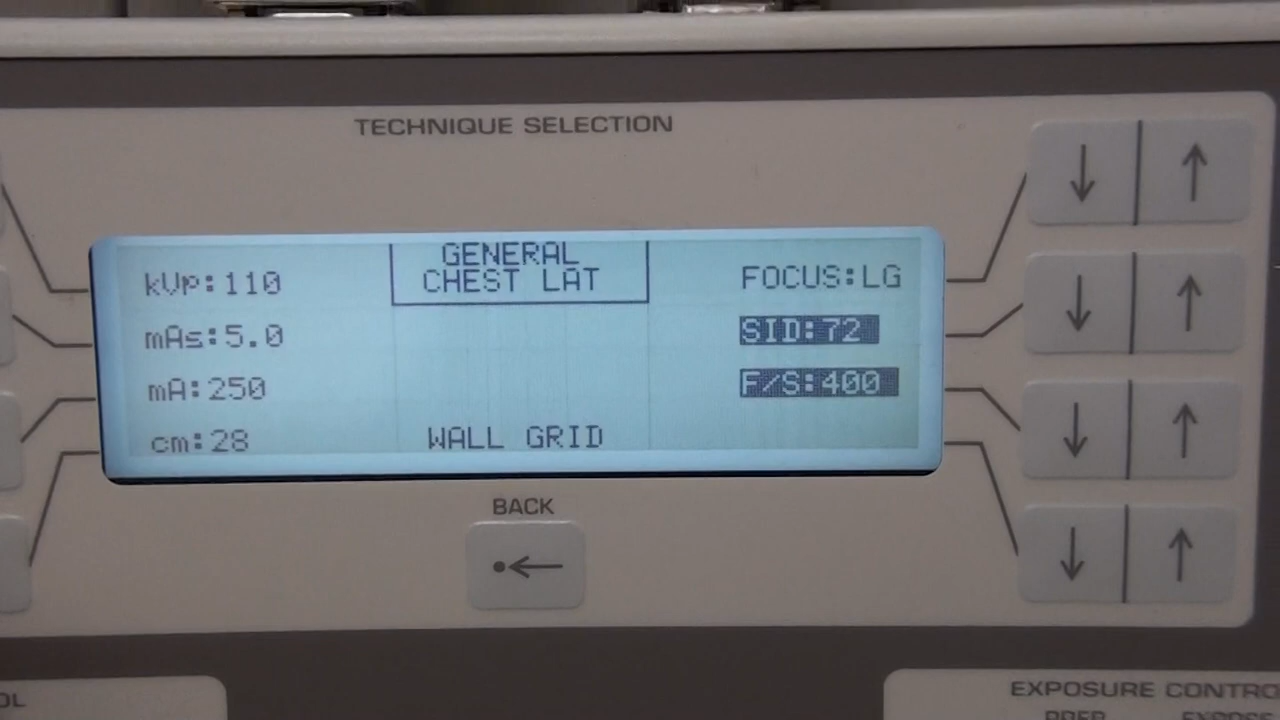 TECHNIQUE SELECTION
GENERAL
CHEST LAT
kVp:110
FOCUS:LG
mAs:5.0
SID:72
mA:250
F/S:400
cm:28
WALL GRID
BACK
EXPOSURE